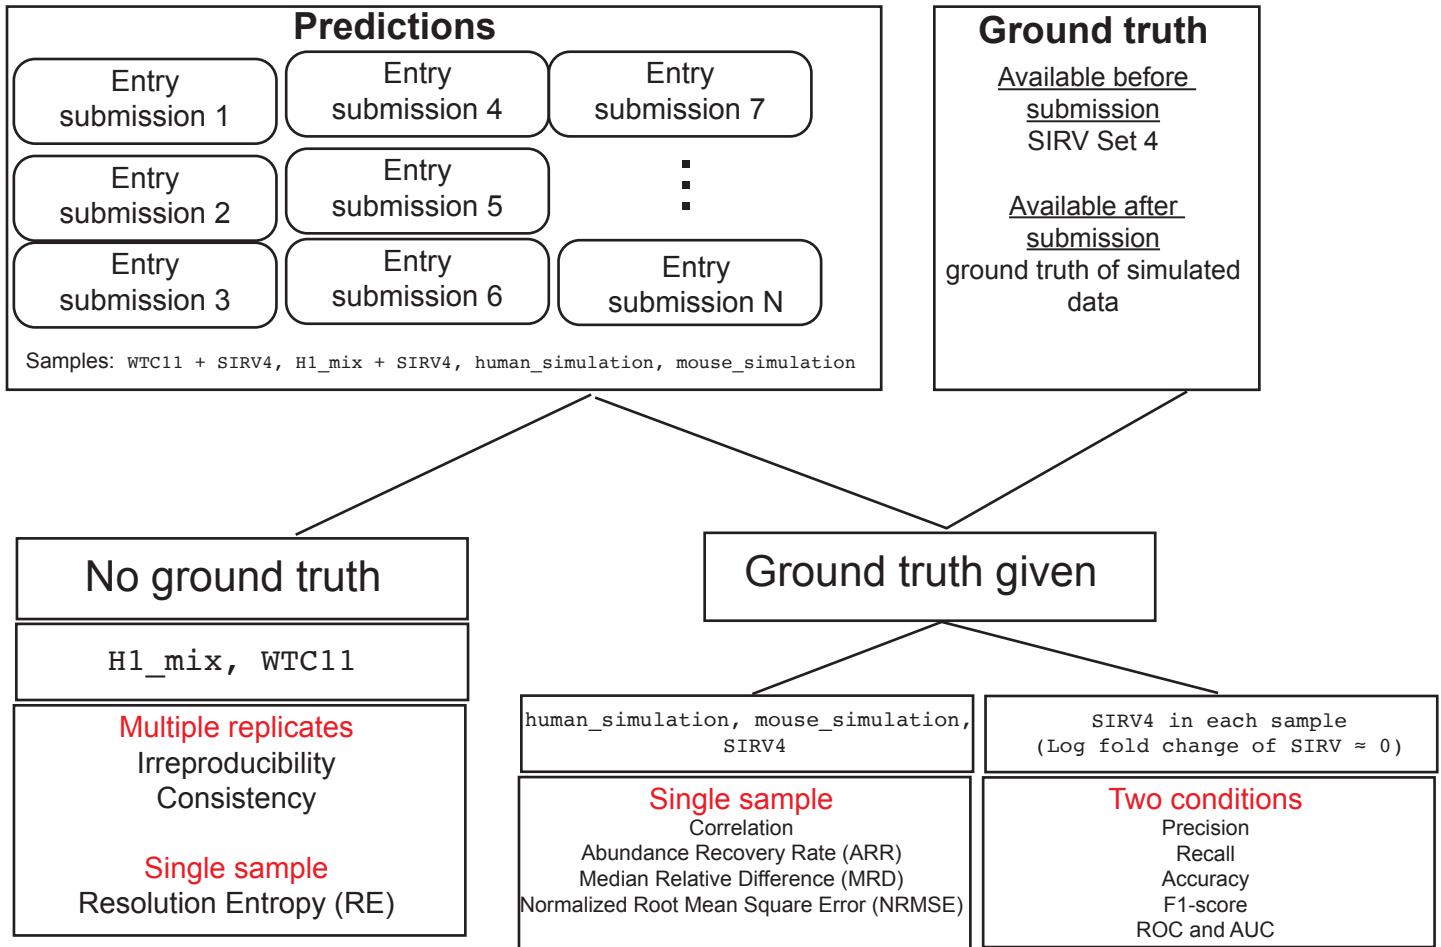 Predictions
Entry
submission 1
Entry
submission 4
Entry
submission 7
Entry
submission 2
Entry
submission 5
Entry
submission 3
Entry
submission 6
Entry
submission N
Samples: WTC11 + SIRV4, H1_mix + SIRV4, human_simulation, mouse_simulation
Ground truth
Available before
submission
SIRV Set 4
Available after
submission
ground truth of simulated
data
No ground truth
H1_mix, WTC11
Multiple replicates
Irreproducibility
Consistency
Single sample
Resolution Entropy (RE)
Ground truth given
human_simulation, mouse_simulation,
SIRV4
Single sample
Correlation
Abundance Recovery Rate (ARR)
Median Relative Difference (MRD)
Normalized Root Mean Square Error (NRMSE)
SIRV4 in each sample
(Log fold change of SIRV ≈ 0)
Two conditions
Precision
Recall
Accuracy
F1-score
ROC and AUC